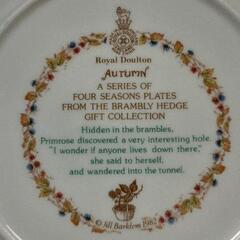 Royal Doulton
AUTUMN
A SERIES OF
FOUR SEASONS PLATES
FROM THE BRAMBLY HEDGE
GIFT COLLECTION
Hidden in the brambles,
Primrose discovered a very interesting hole.
"I wonder if anyone lives down there,"
she said to herself,
and wandered into the tunnel.
© Jill Barklem 1982